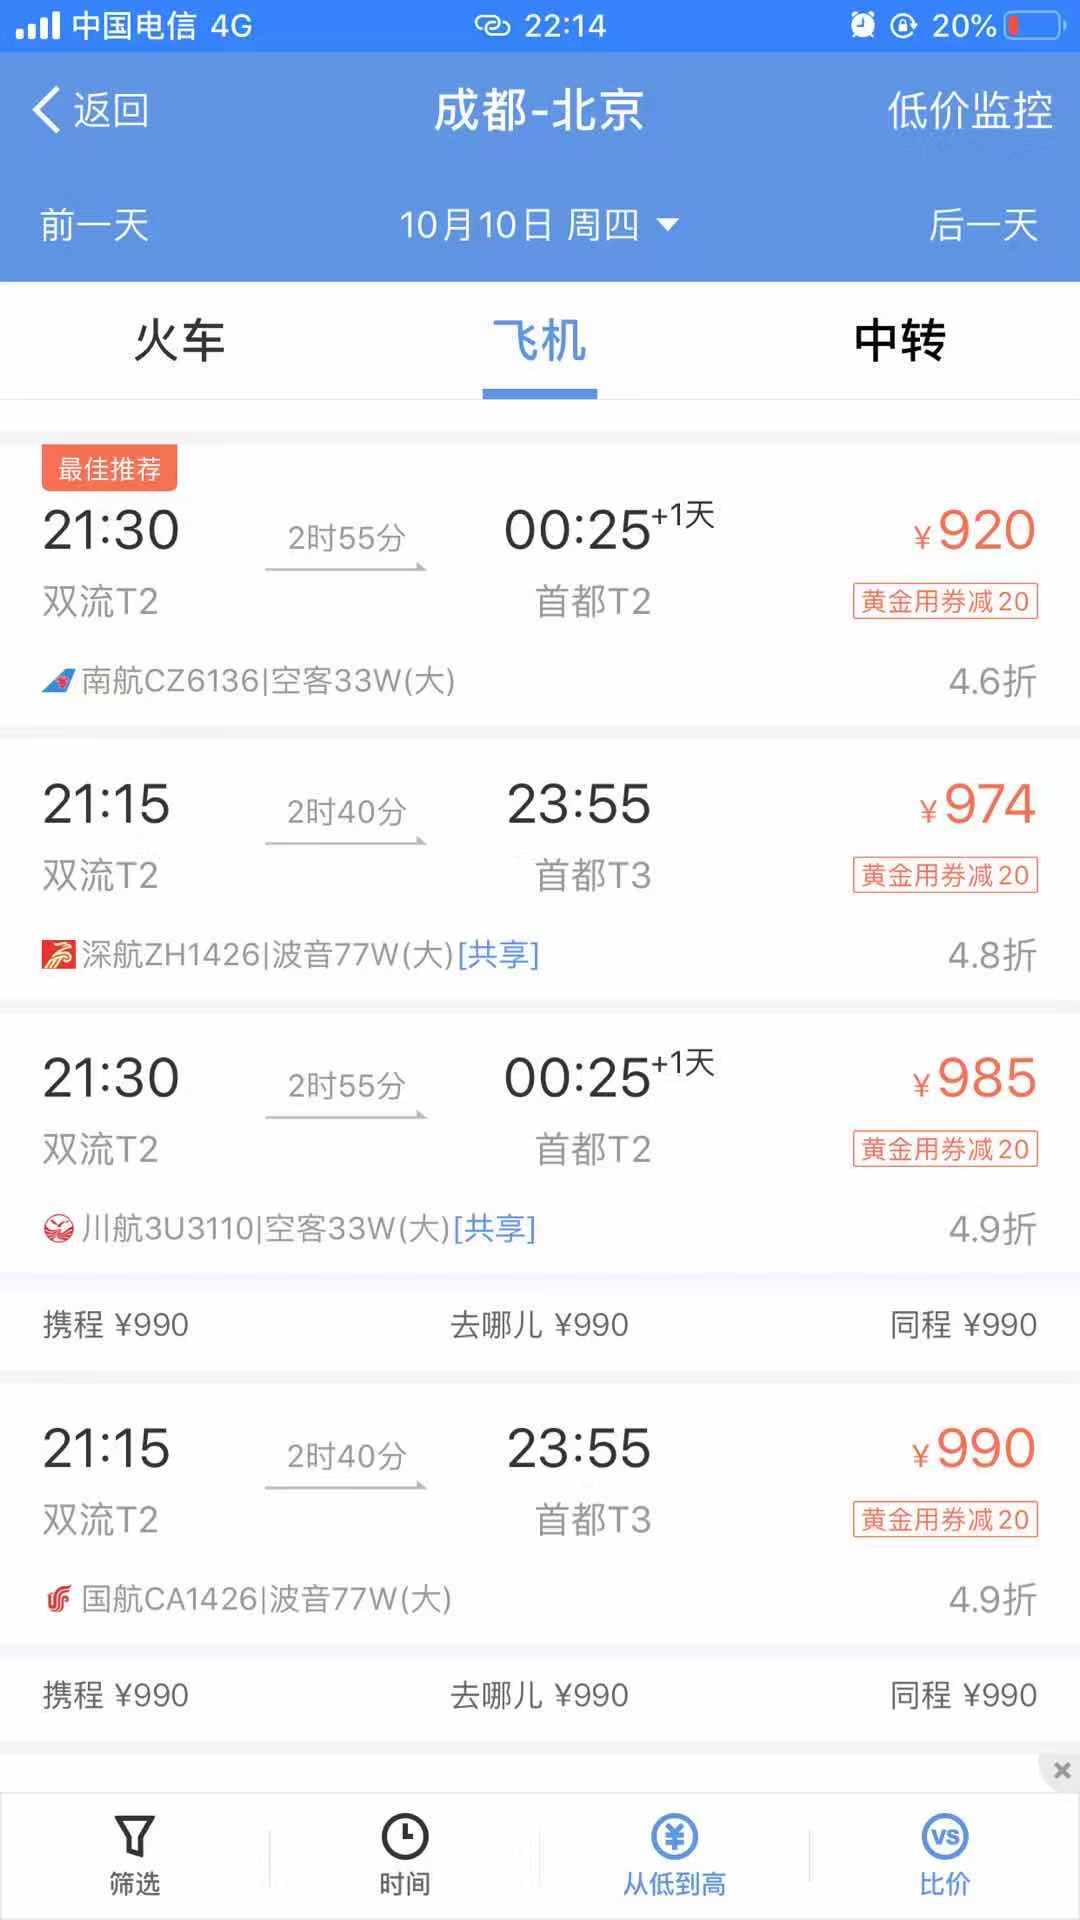 中国电信 4G 22:14 20%
返回 成都-北京 低价监控
前一天 10月10日 周四 后一天
火车 飞机 中转
最佳推荐
21:30 2时55分 00:25+1天 ¥920
双流T2 首都T2 黄金用券减20
南航CZ6136|空客33W(大) 4.6折
21:15 2时40分 23:55 ¥974
双流T2 首都T3 黄金用券减20
深航ZH1426|波音77W(大)[共享] 4.8折
21:30 2时55分 00:25+1天 ¥985
双流T2 首都T2 黄金用券减20
川航3U3110|空客33W(大)[共享] 4.9折
携程 ¥990 去哪儿 ¥990 同程 ¥990
21:15 2时40分 23:55 ¥990
双流T2 首都T3 黄金用券减20
国航CA1426|波音77W(大) 4.9折
携程 ¥990 去哪儿 ¥990 同程 ¥990
VS
筛选 时间 从低到高 比价